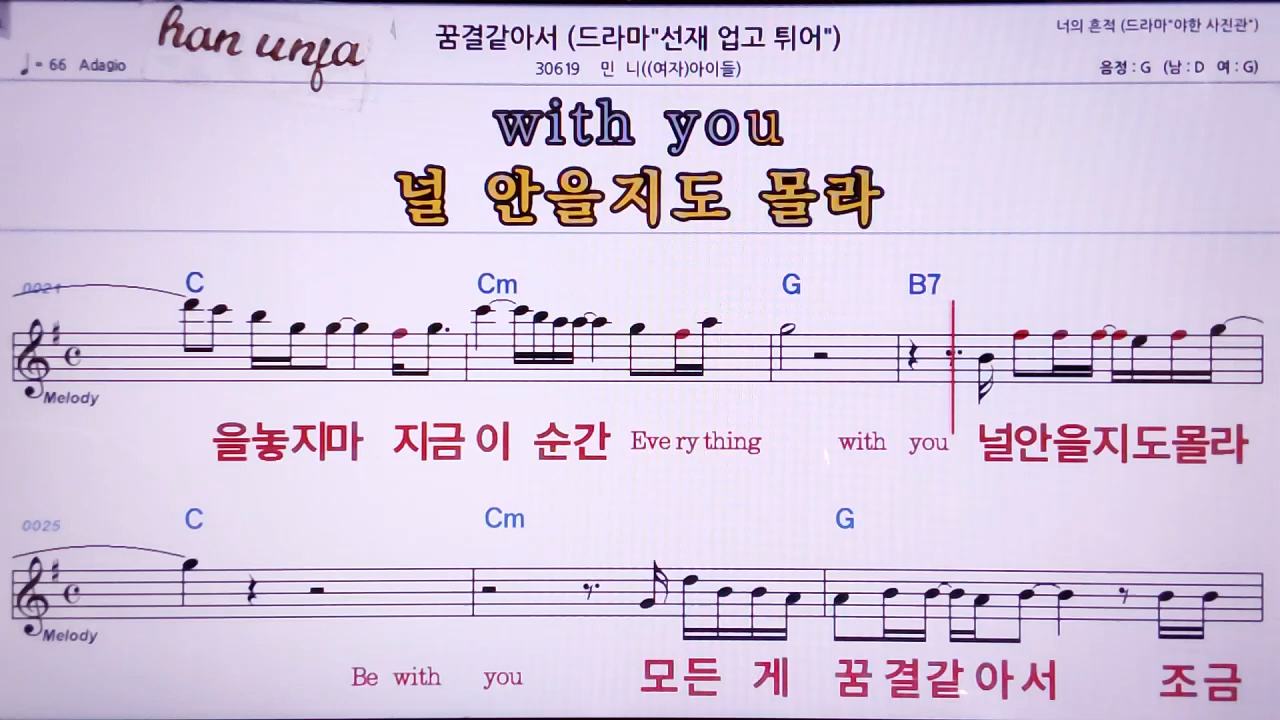 han unfa
꿈결같아서 (드라마"선재 업고 튀어")
너의 흔적 (드라마"야한 사진관")
♩= 66 Adagio
30619 민 니((여자)아이들)
음정 : G (남 : D 여 : G)
with you
널 안을지도 몰라
0021
C Cm G B7
Melody
을놓지마 지금 이 순간 Eve ry thing with you 널안을지도몰라
0025
C Cm G
Melody
Be with you 모든 게 꿈결같아서 조금